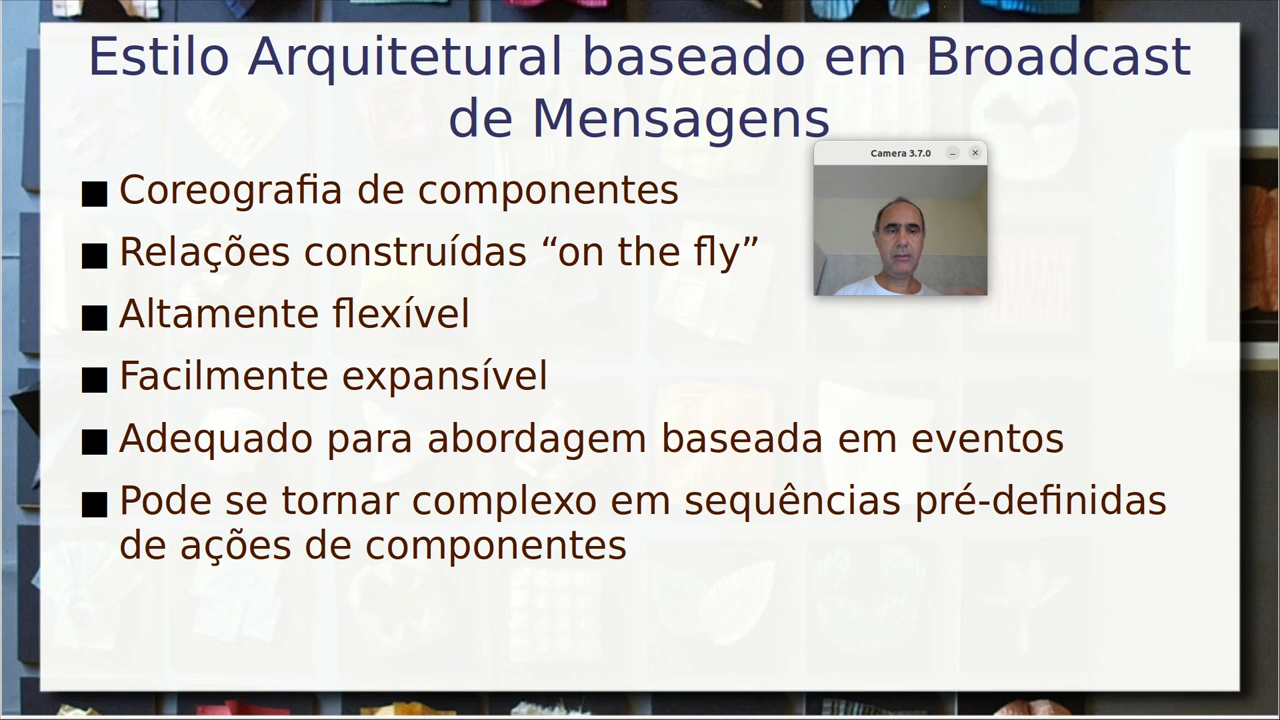 Estilo Arquitetural baseado em Broadcast
de Mensagens
Camera 3.7.0
Coreografia de componentes
Relações construídas “on the fly”
Altamente flexível
Facilmente expansível
Adequado para abordagem baseada em eventos
Pode se tornar complexo em sequências pré-definidas
de ações de componentes